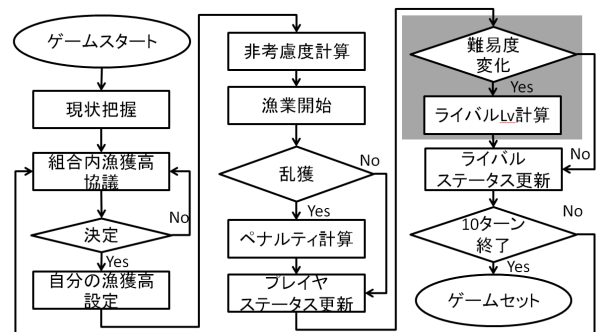 ゲームスタート
現状把握
組合内漁獲高
協議
No
決定
Yes
自分の漁獲高
設定
非考慮度計算
漁業開始
No
乱獲
Yes
ペナルティ計算
プレイヤ
ステータス更新
難易度
変化
Yes
ライバルLv計算
No
ライバル
ステータス更新
No
10ターン
終了
Yes
ゲームセット